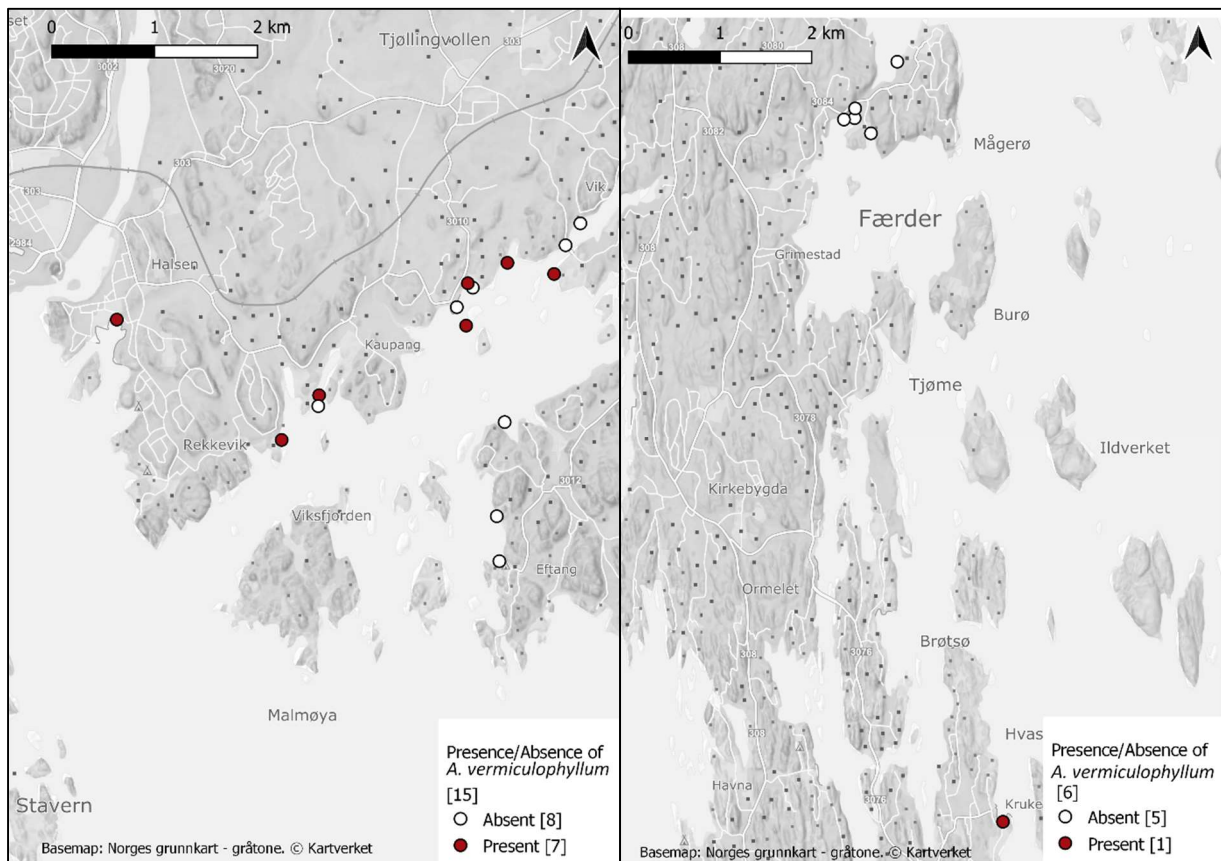 0 1 2 km
set
Tjøllingvollen
303
3002
3020
303
Vik
303
3010
2984
Halsen
Kaupang
Rekkevik
3012
Viksfjorden
Eftang
Malmøya
Stavern
Presence/Absence of
A. vermiculophyllum
[15]
Absent [8]
Present [7]
Basemap: Norges grunnkart - gråtone. © Kartverket
0 1 2 km
308
3080
3084
3082
Mågerø
Færder
308
Grimestad
Burø
Tjøme
3078
Ildverket
Kirkebygda
Ormelet
Brøtsø
308
3076
308
Hvas
Havna
3076
Kruke
Presence/Absence of
A. vermiculophyllum
[6]
Absent [5]
Present [1]
Basemap: Norges grunnkart - gråtone. © Kartverket